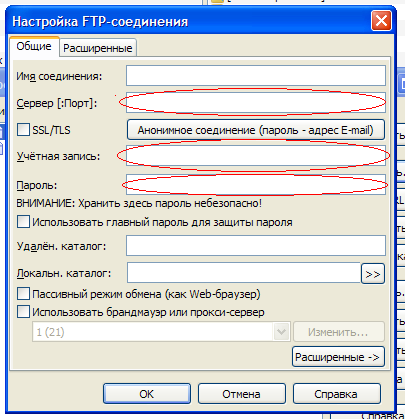 Настройка FTP-соединения
Общие
Расширенные
Имя соединения:
Сервер [:Порт]:
SSL/TLS
Анонимное соединение (пароль - адрес E-mail)
Учётная запись:
Пароль:
ВНИМАНИЕ: Хранить здесь пароль небезопасно!
Использовать главный пароль для защиты пароля
Удалён. каталог:
Локальн. каталог:
>>
Пассивный режим обмена (как Web-браузер)
Использовать брандмауэр или прокси-сервер
1 (21)
Изменить...
Расширенные ->
OK
Отмена
Справка